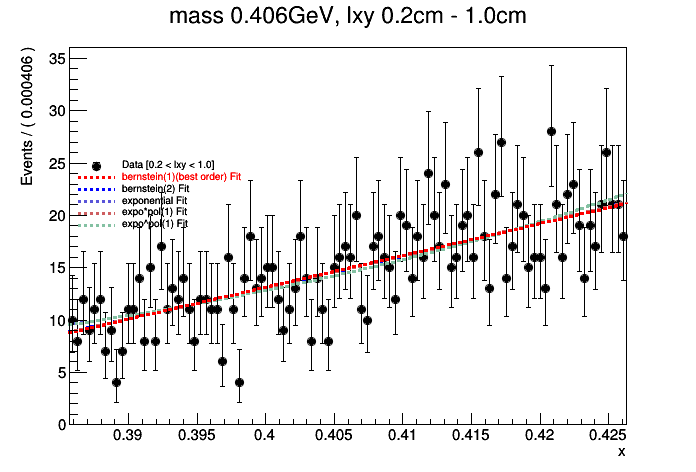 mass 0.406GeV, lxy 0.2cm - 1.0cm
Events / ( 0.000406 )
35
30
25
20
15
10
5
0
Data [0.2 < lxy < 1.0]
bernstein(1)(best order) Fit
bernstein(2) Fit
exponential Fit
expo*pol(1) Fit
expo*pol(1) Fit
0.39 0.395 0.4 0.405 0.41 0.415 0.42 0.425
x